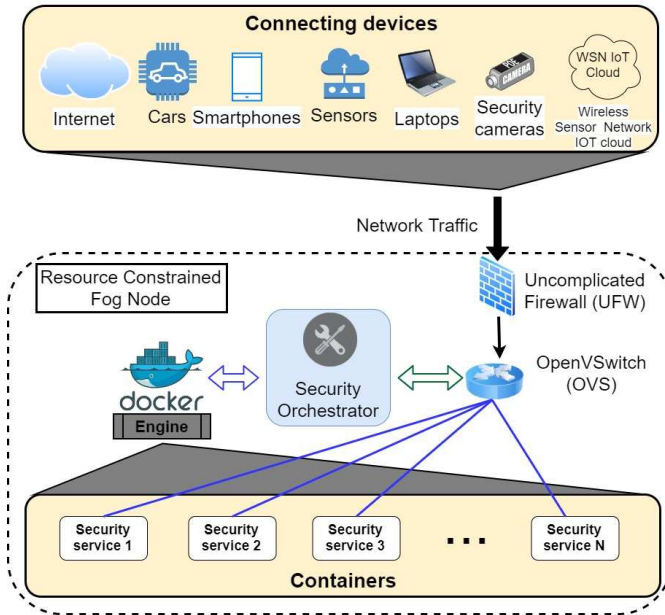 Connecting devices
Internet
Cars
Smartphones
Sensors
Laptops
POE
CAMERA
Security
cameras
WSN IoT
Cloud
Wireless
Sensor Network
IOT cloud
Network Traffic
Resource Constrained
Fog Node
Uncomplicated
Firewall (UFW)
docker
Engine
Security
Orchestrator
OpenVSwitch
(OVS)
Security
service 1
Security
service 2
Security
service 3
...
Security
service N
Containers